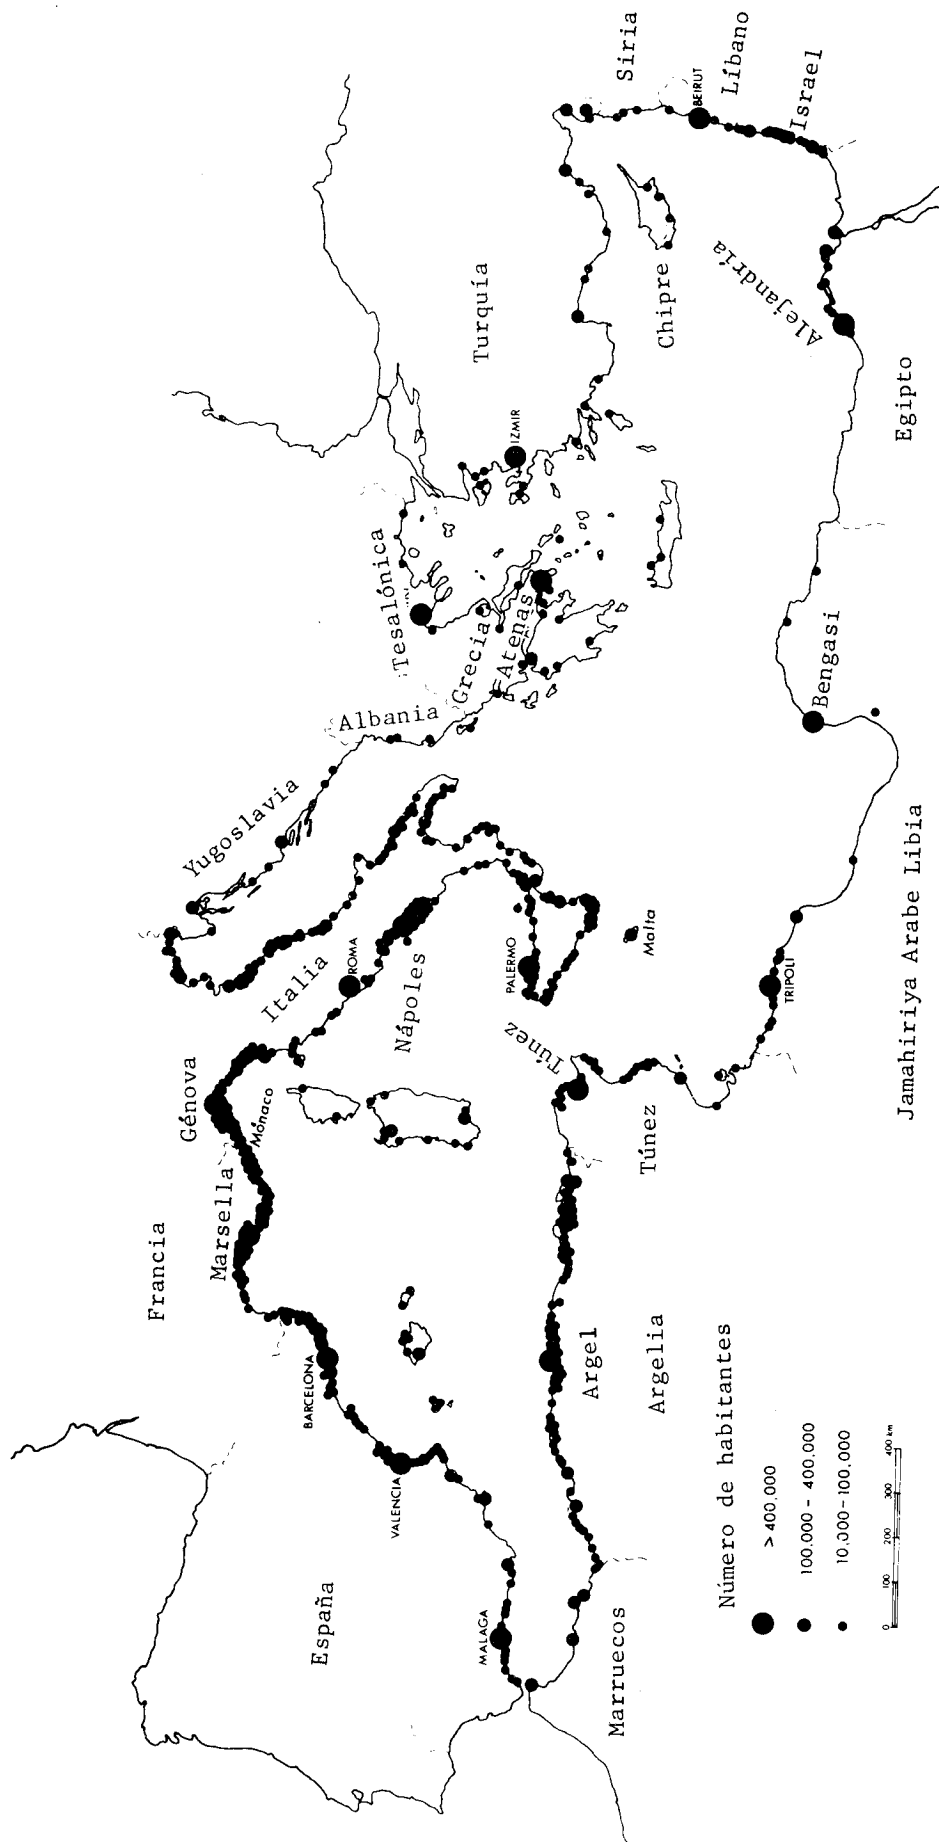 Francia
España
Marruecos
Argelia
Argel
Túnez
Túnez
Jamahiriya Arabe Libia
TRIPOLI
Bengasi
Egipto
Alejandría
Israel
Líbano
BEIRUT
Siria
Chipre
Turquía
IZMIR
Tesalónica
Grecia
Atenas
Albania
Yugoslavia
Italia
ROMA
Nápoles
PALERMO
Malta
Génova
Mónaco
Marsella
BARCELONA
VALENCIA
MALAGA
Número de habitantes
> 400,000
100,000 - 400,000
10,000 - 100,000
0 100 200 300 400 km